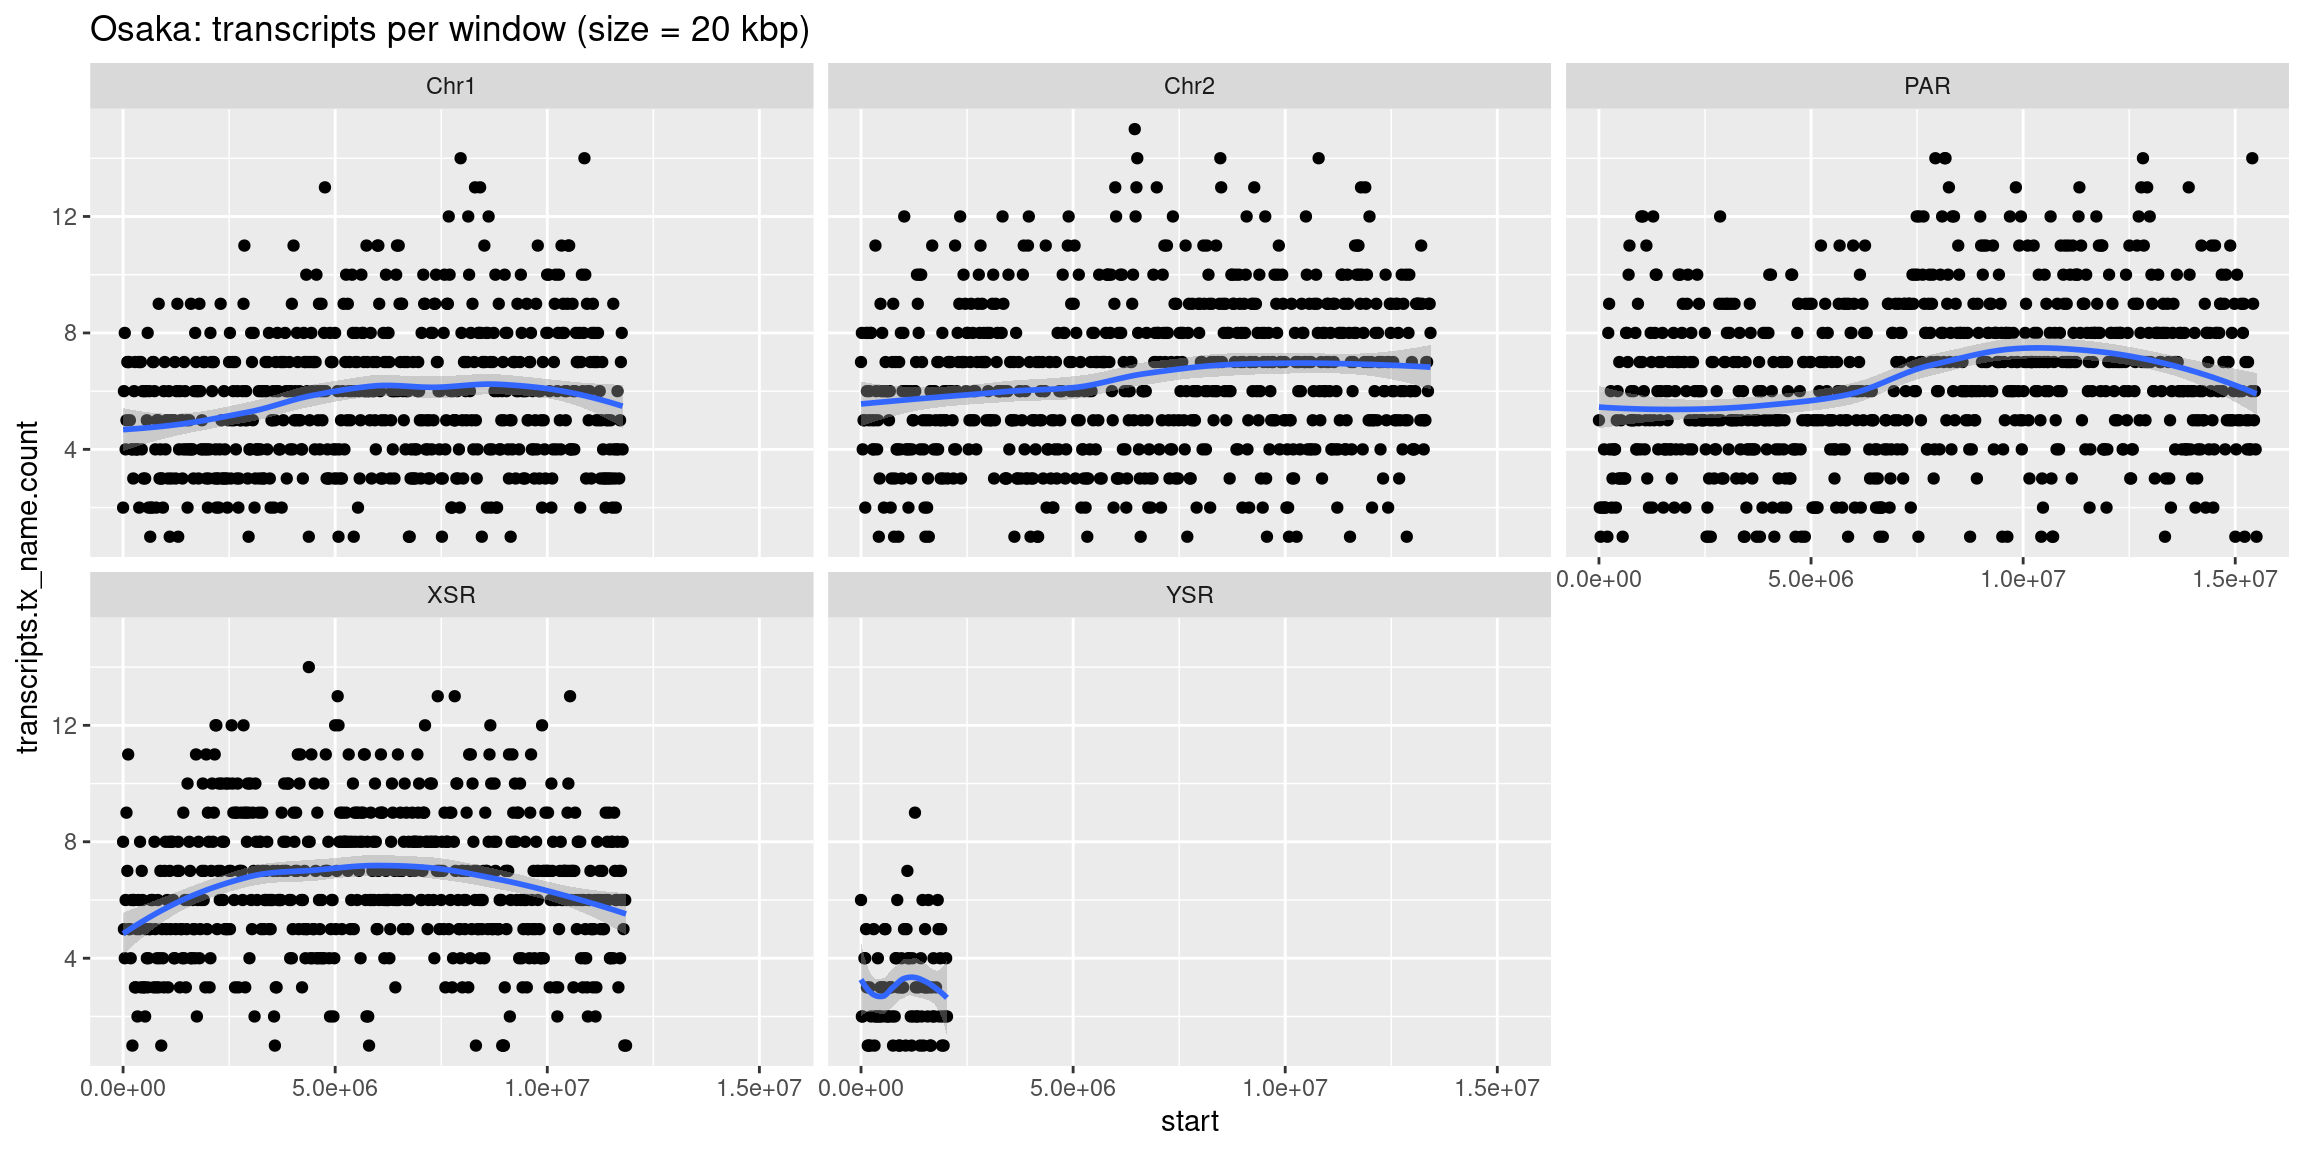 Osaka: transcripts per window (size = 20 kbp)
Chr1
Chr2
PAR
12
8
4
0.0e+00 5.0e+06 1.0e+07 1.5e+07
XSR
YSR
12
8
4
0.0e+00 5.0e+06 1.0e+07 1.5e+07
0.0e+00 5.0e+06 1.0e+07 1.5e+07
transcripts.tx_name.count
start